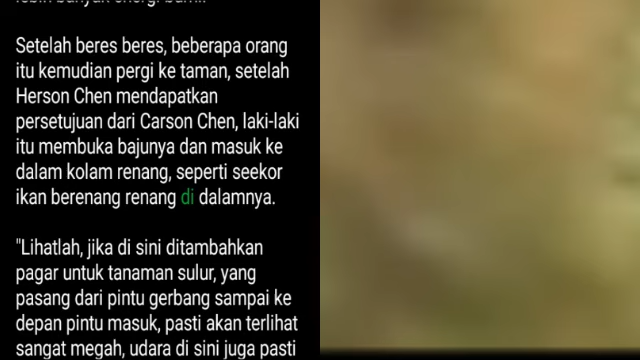 Setelah beres beres, beberapa orang
itu kemudian pergi ke taman, setelah
Herson Chen mendapatkan
persetujuan dari Carson Chen, laki-laki
itu membuka bajunya dan masuk ke
dalam kolam renang, seperti seekor
ikan berenang renang di dalamnya.
"Lihatlah, jika di sini ditambahkan
pagar untuk tanaman sulur, yang
pasang dari pintu gerbang sampai ke
depan pintu masuk, pasti akan terlihat
sangat megah, udara di sini juga pasti